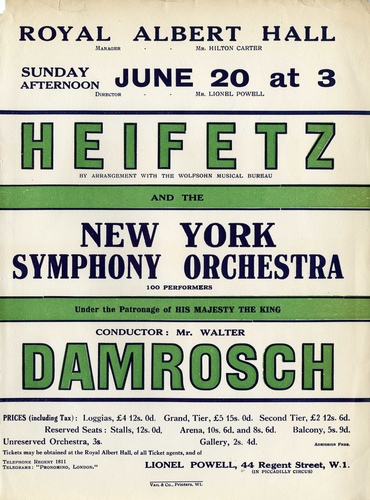 ROYAL ALBERT HALL
MANAGER - - MR. HILTON CARTER
SUNDAY AFTERNOON JUNE 20 at 3
DIRECTOR - - MR. LIONEL POWELL
HEIFETZ
BY ARRANGEMENT WITH THE WOLFSOHN MUSICAL BUREAU
AND THE
NEW YORK
SYMPHONY ORCHESTRA
100 PERFORMERS
Under the Patronage of HIS MAJESTY THE KING
CONDUCTOR: Mr. WALTER
DAMROSCH
PRICES (including Tax): Loggias, £4 12s. 0d. Grand, Tier, £5 15s. 0d. Second Tier, £2 12s. 6d.
Reserved Seats: Stalls, 12s. 0d. Arena, 10s. 6d. and 8s. 6d. Balcony, 5s. 9d.
Unreserved Orchestra, 3s. Gallery, 2s. 4d. ADMISSION FREE.
Tickets may be obtained at the Royal Albert Hall, of all Ticket agents, and of
TELEPHONE REGENT 1811
TELEGRAMS: "PHONOMIMO, LONDON."
LIONEL POWELL, 44 Regent Street, W.1.
(IN PICCADILLY CIRCUS)
VAIL & CO., PRINTERS, W1.